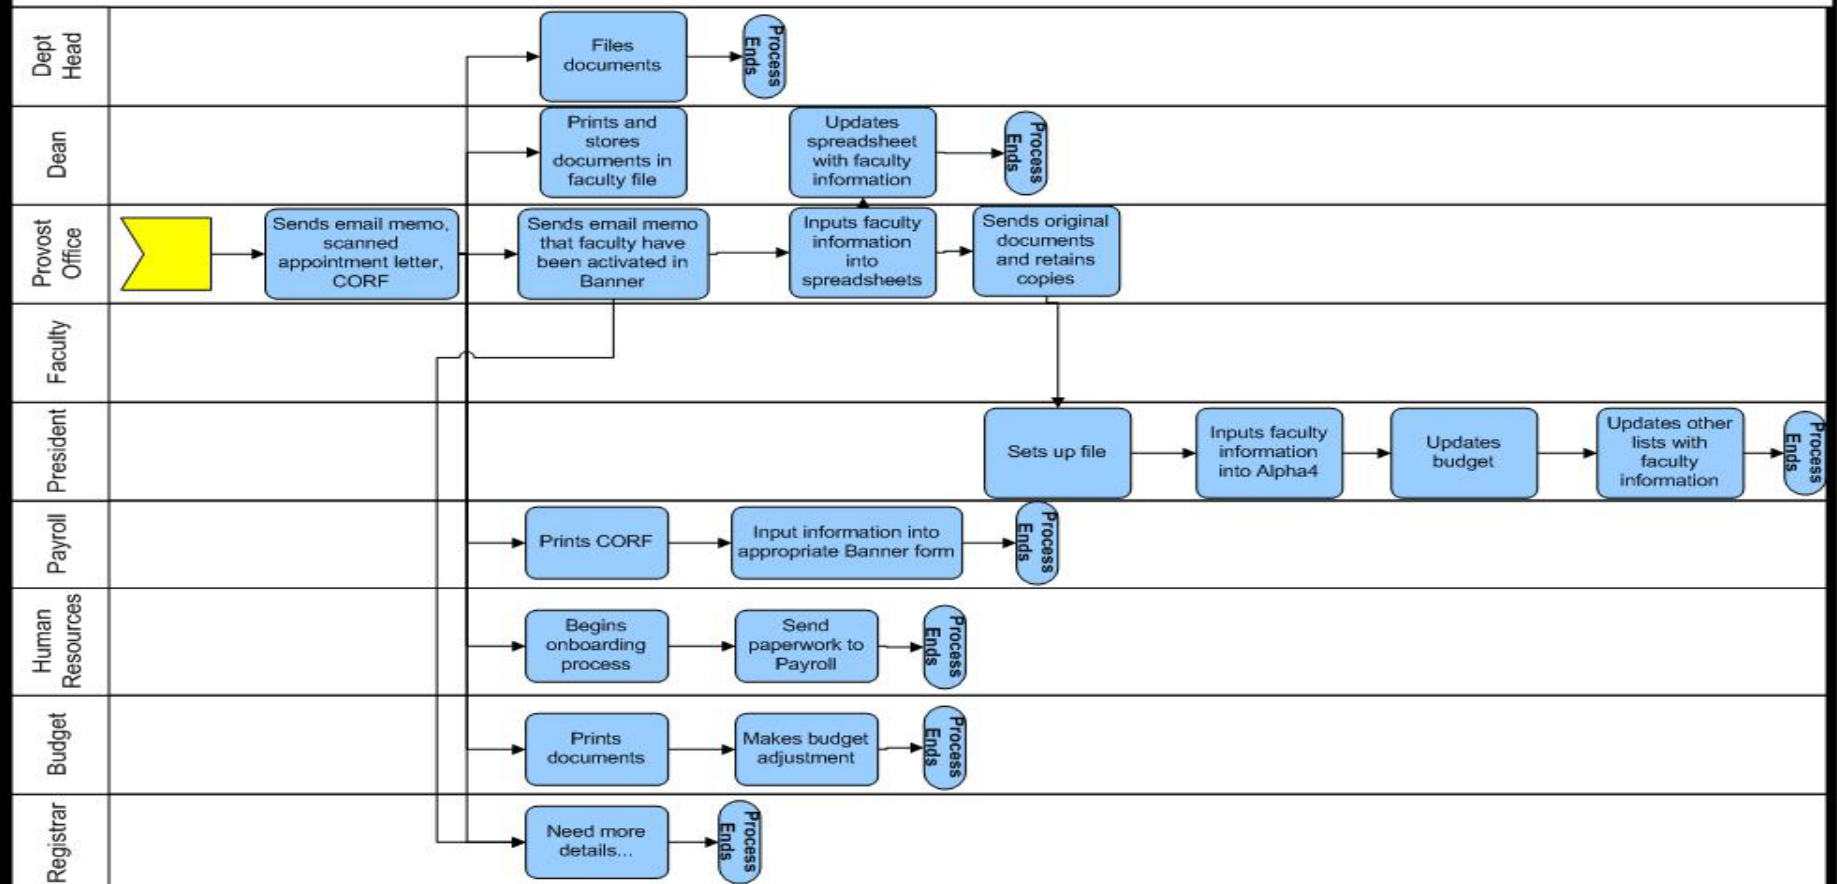 Dept
Head
Files
documents
Process
Ends
Dean
Prints and
stores
documents in
faculty file
Updates
spreadsheet
with faculty
information
Process
Ends
Provost
Office
Sends email memo,
scanned
appointment letter,
CORF
Sends email memo
that faculty have
been activated in
Banner
Inputs faculty
information
into
spreadsheets
Sends original
documents
and retains
copies
Faculty
President
Sets up file
Inputs faculty
information
into Alpha4
Updates
budget
Updates other
lists with
faculty
information
Process
Ends
Payroll
Prints CORF
Input information into
appropriate Banner form
Process
Ends
Human
Resources
Begins
onboarding
process
Send
paperwork to
Payroll
Process
Ends
Budget
Prints
documents
Makes budget
adjustment
Process
Ends
Registrar
Need more
details...
Process
Ends